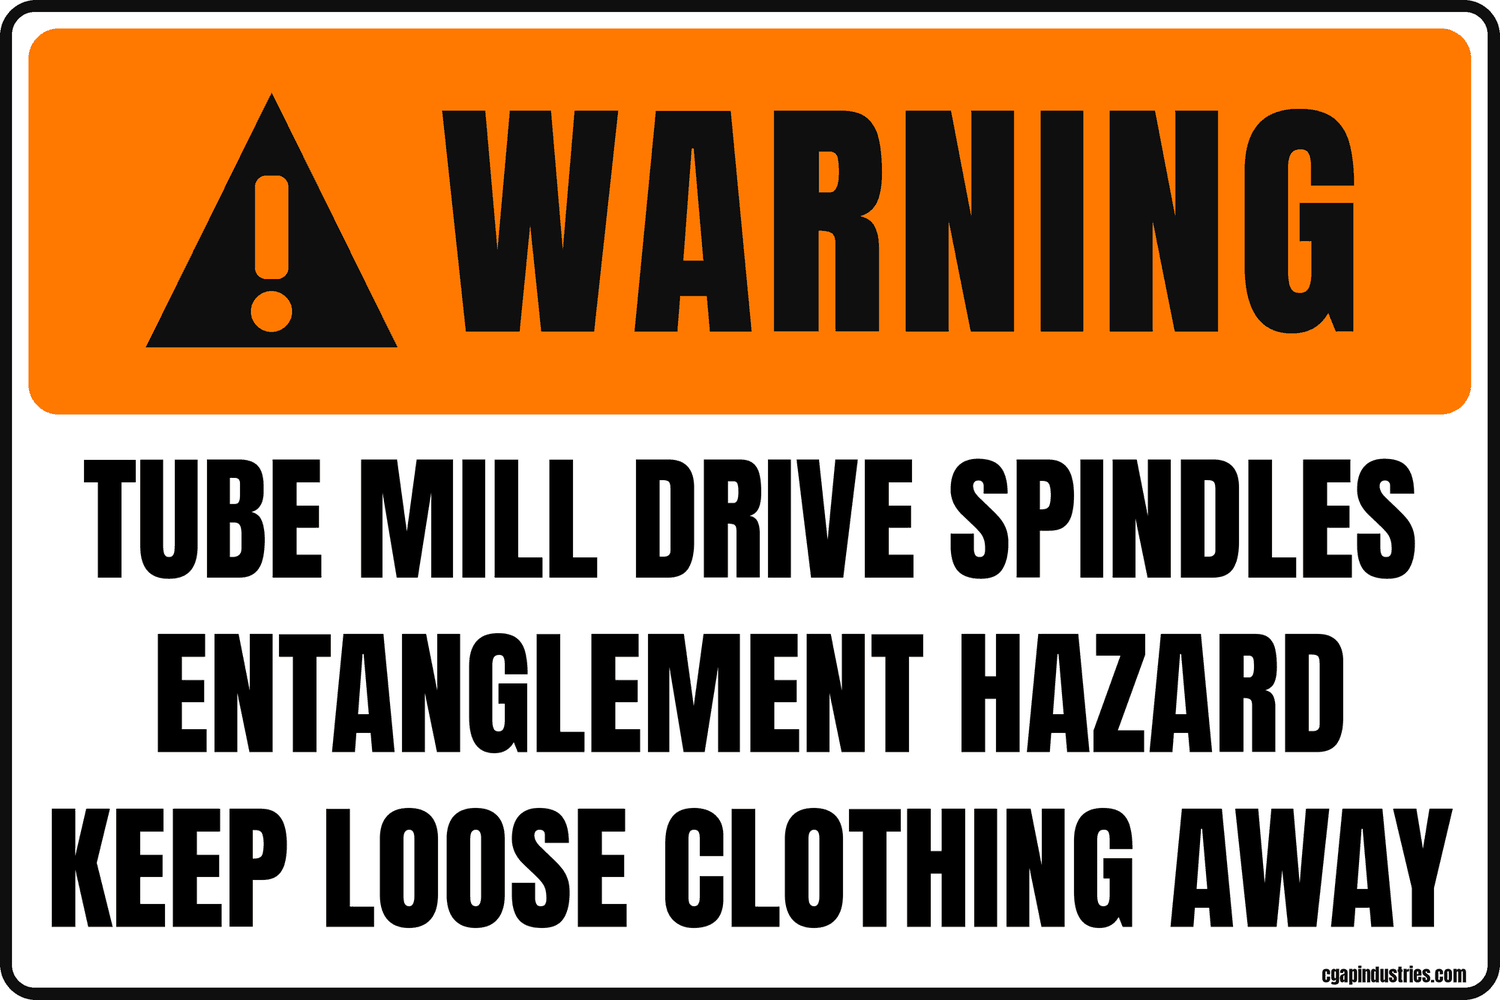 WARNING
TUBE MILL DRIVE SPINDLES
ENTANGLEMENT HAZARD
KEEP LOOSE CLOTHING AWAY
cgapindustries.com